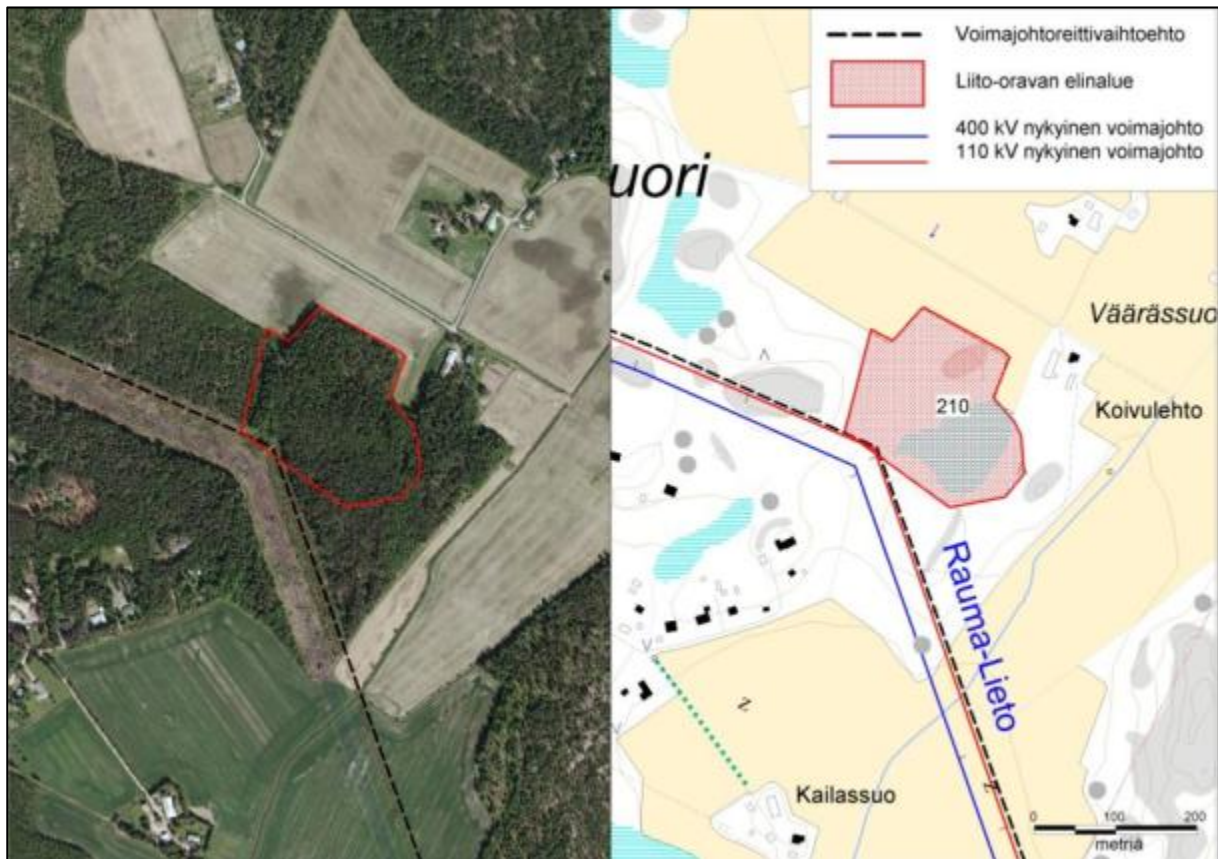 Voimajohtoreittivaihtoehto
Liito-oravan elinalue
400 kV nykyinen voimajohto
110 kV nykyinen voimajohto
uori
Väärässuo
210
Koivulehto
Rauma-Lieto
Kailassuo
0 100 200
metriä